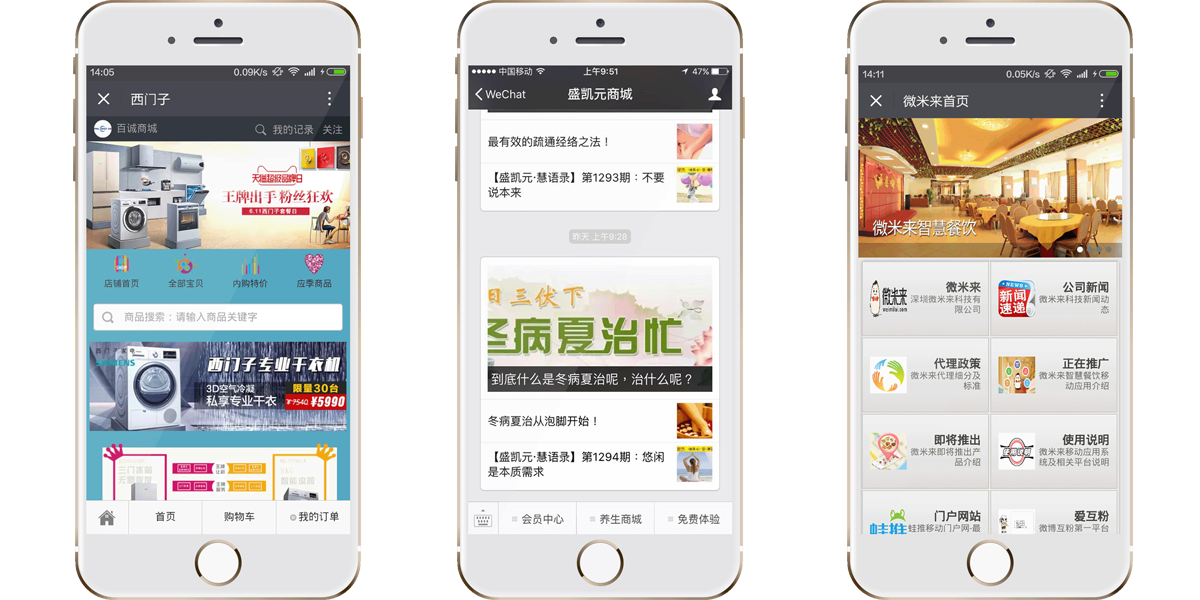 14:05
0.09K/s
西门子
百诚商城
我的记录 关注
天猫超级品牌日
王牌出手 粉丝狂欢
6.11西门子套餐日
店铺首页 全部宝贝 内购特价 应季商品
商品搜索：请输入商品关键字
SIEMENS
西门子专业干衣机
3D空气冷凝
私享专业干衣
限量30台
¥7540 ¥5990
首页 购物车 我的订单
中国移动 上午9:51 47%
WeChat 盛凯元商城
最有效的疏通经络之法！
【盛凯元·慧语录】第1293期：不要
说本来
昨天 上午9:28
日三伏下
冬病夏治忙
到底什么是冬病夏治呢，治什么呢？
冬病夏治从泡脚开始！
【盛凯元·慧语录】第1294期：悠闲
是本质需求
会员中心 养生商城 免费体验
14:11
0.05K/s
微米来首页
微米来智慧餐饮
微米来
weimilai.com
微米来
深圳微米来科技有
限公司
NEWS
新闻
速递
公司新闻
微米来科技新闻动
态
代理政策
微米来代理细分及
标准
正在推广
微米来智慧餐饮移
动应用介绍
即将推出
微米来即将推出产
品介绍
使用说明
使用说明
微米来移动应用系
统及相关平台说明
蛙推
门户网站
蛙推移动门户网-最
爱互粉
微博互粉第一平台